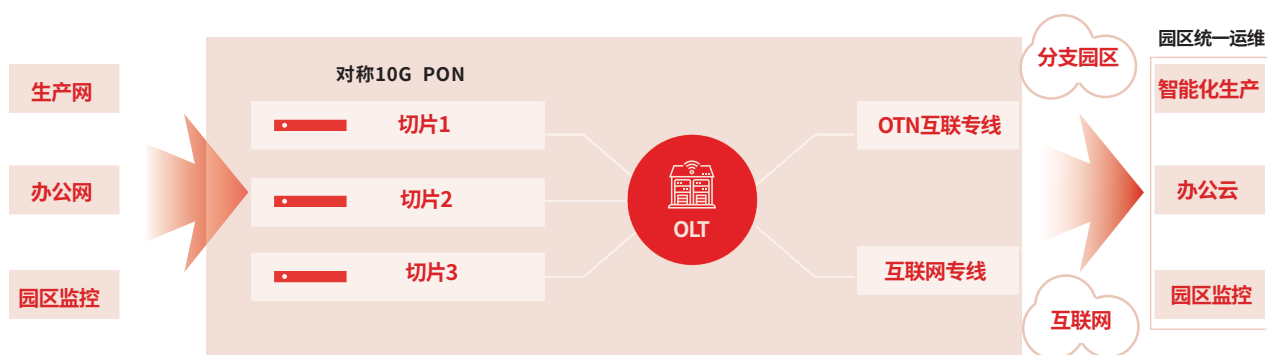 生产网
办公网
园区监控
对称10G PON
切片1
切片2
切片3
OLT
OTN互联专线
互联网专线
分支园区
互联网
园区统一运维
智能化生产
办公云
园区监控